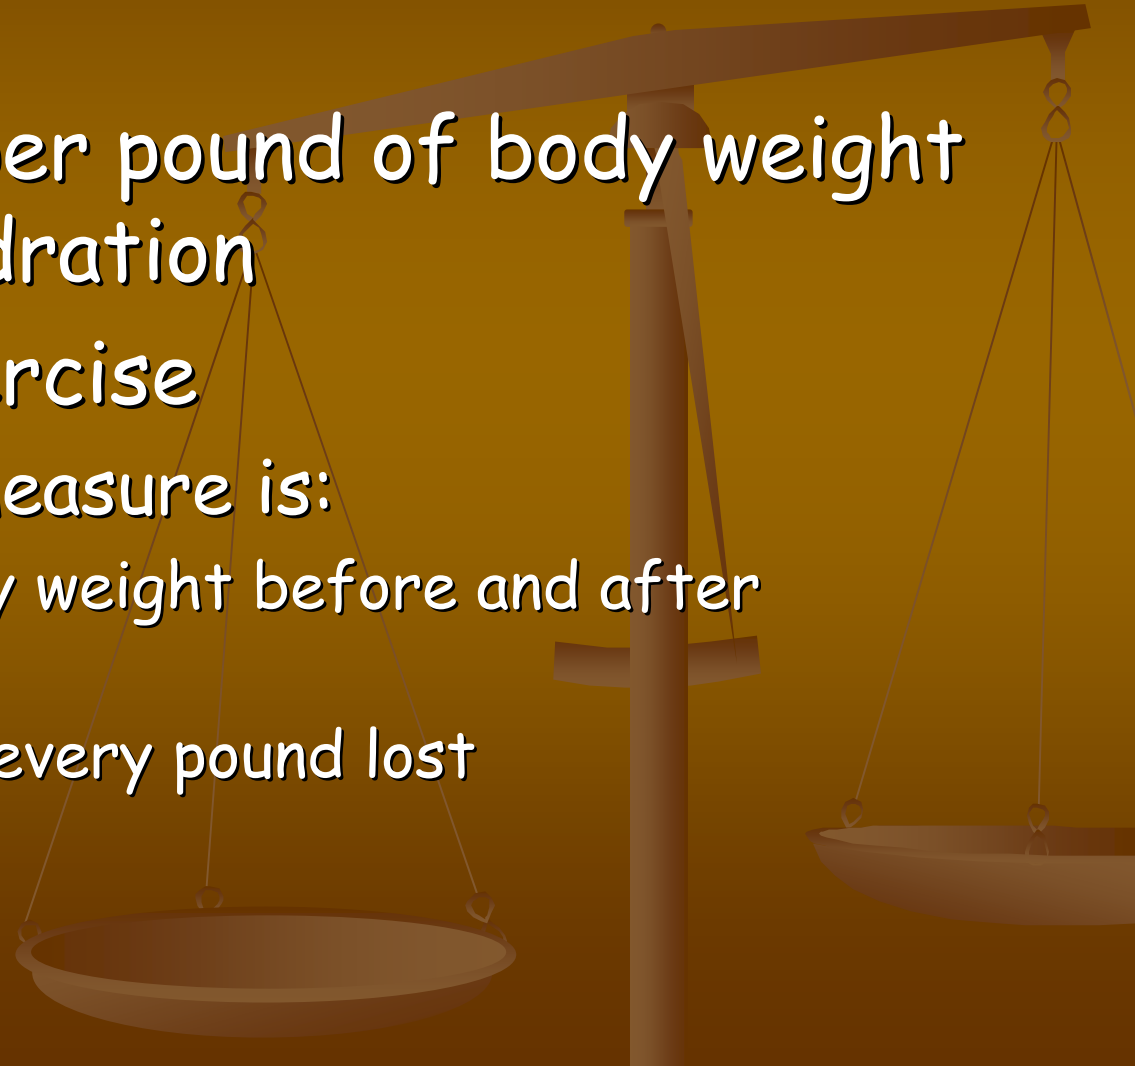 er pound of body weight
dration
rcise
easure is:
y weight before and after
every pound lost